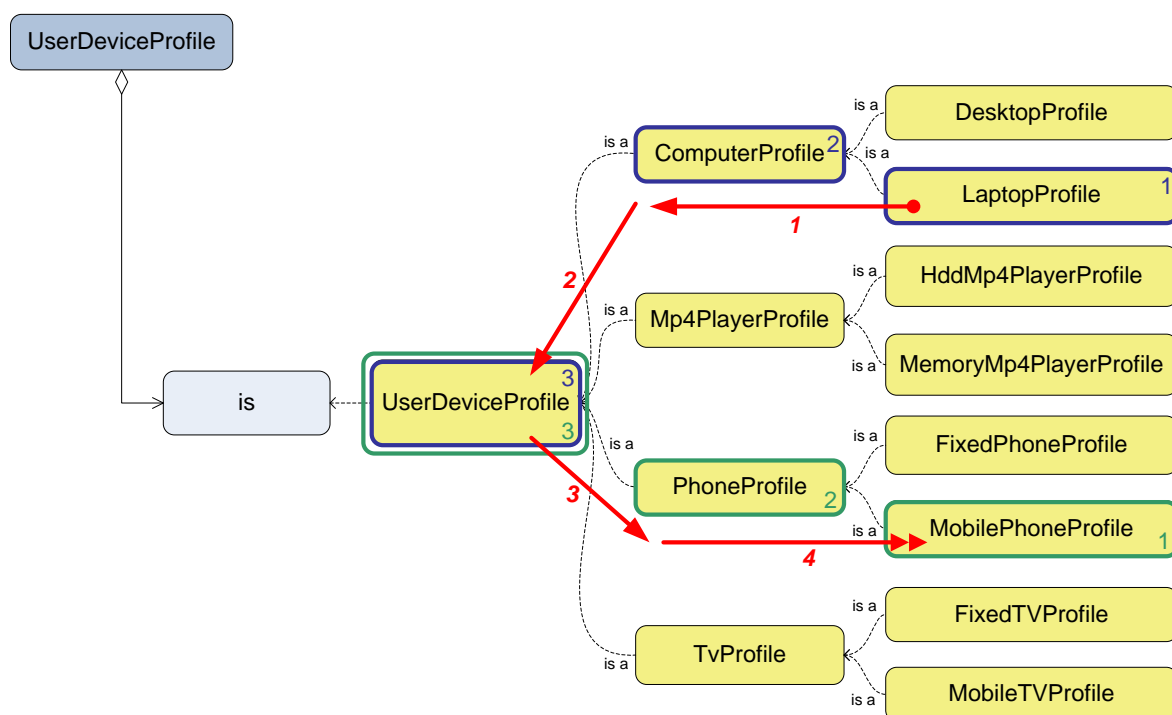 UserDeviceProfile
is a
DesktopProfile
is a
ComputerProfile
2
is a
LaptopProfile
1
1
2
is a
HddMp4PlayerProfile
is a
Mp4PlayerProfile
is a
MemoryMp4PlayerProfile
3
is
UserDeviceProfile
3
is a
FixedPhoneProfile
is a
PhoneProfile
2
3
is a
MobilePhoneProfile
1
4
is a
FixedTVProfile
is a
TvProfile
is a
MobileTVProfile